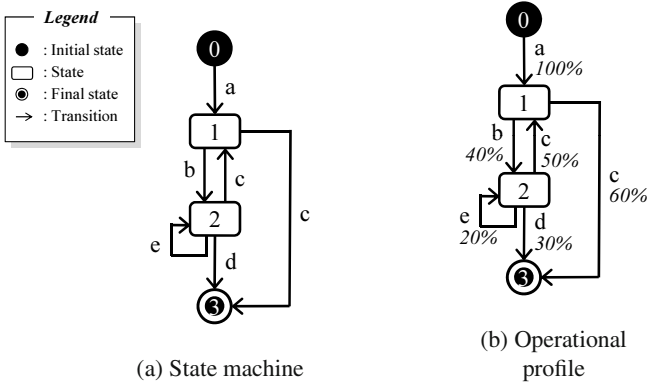 Legend
: Initial state
: State
: Final state
: Transition
0
a
1
b
c
c
2
e
d
3
(a) State machine
0
a
100%
1
b
c
40%
50%
c
60%
2
e
d
20%
30%
3
(b) Operational
profile